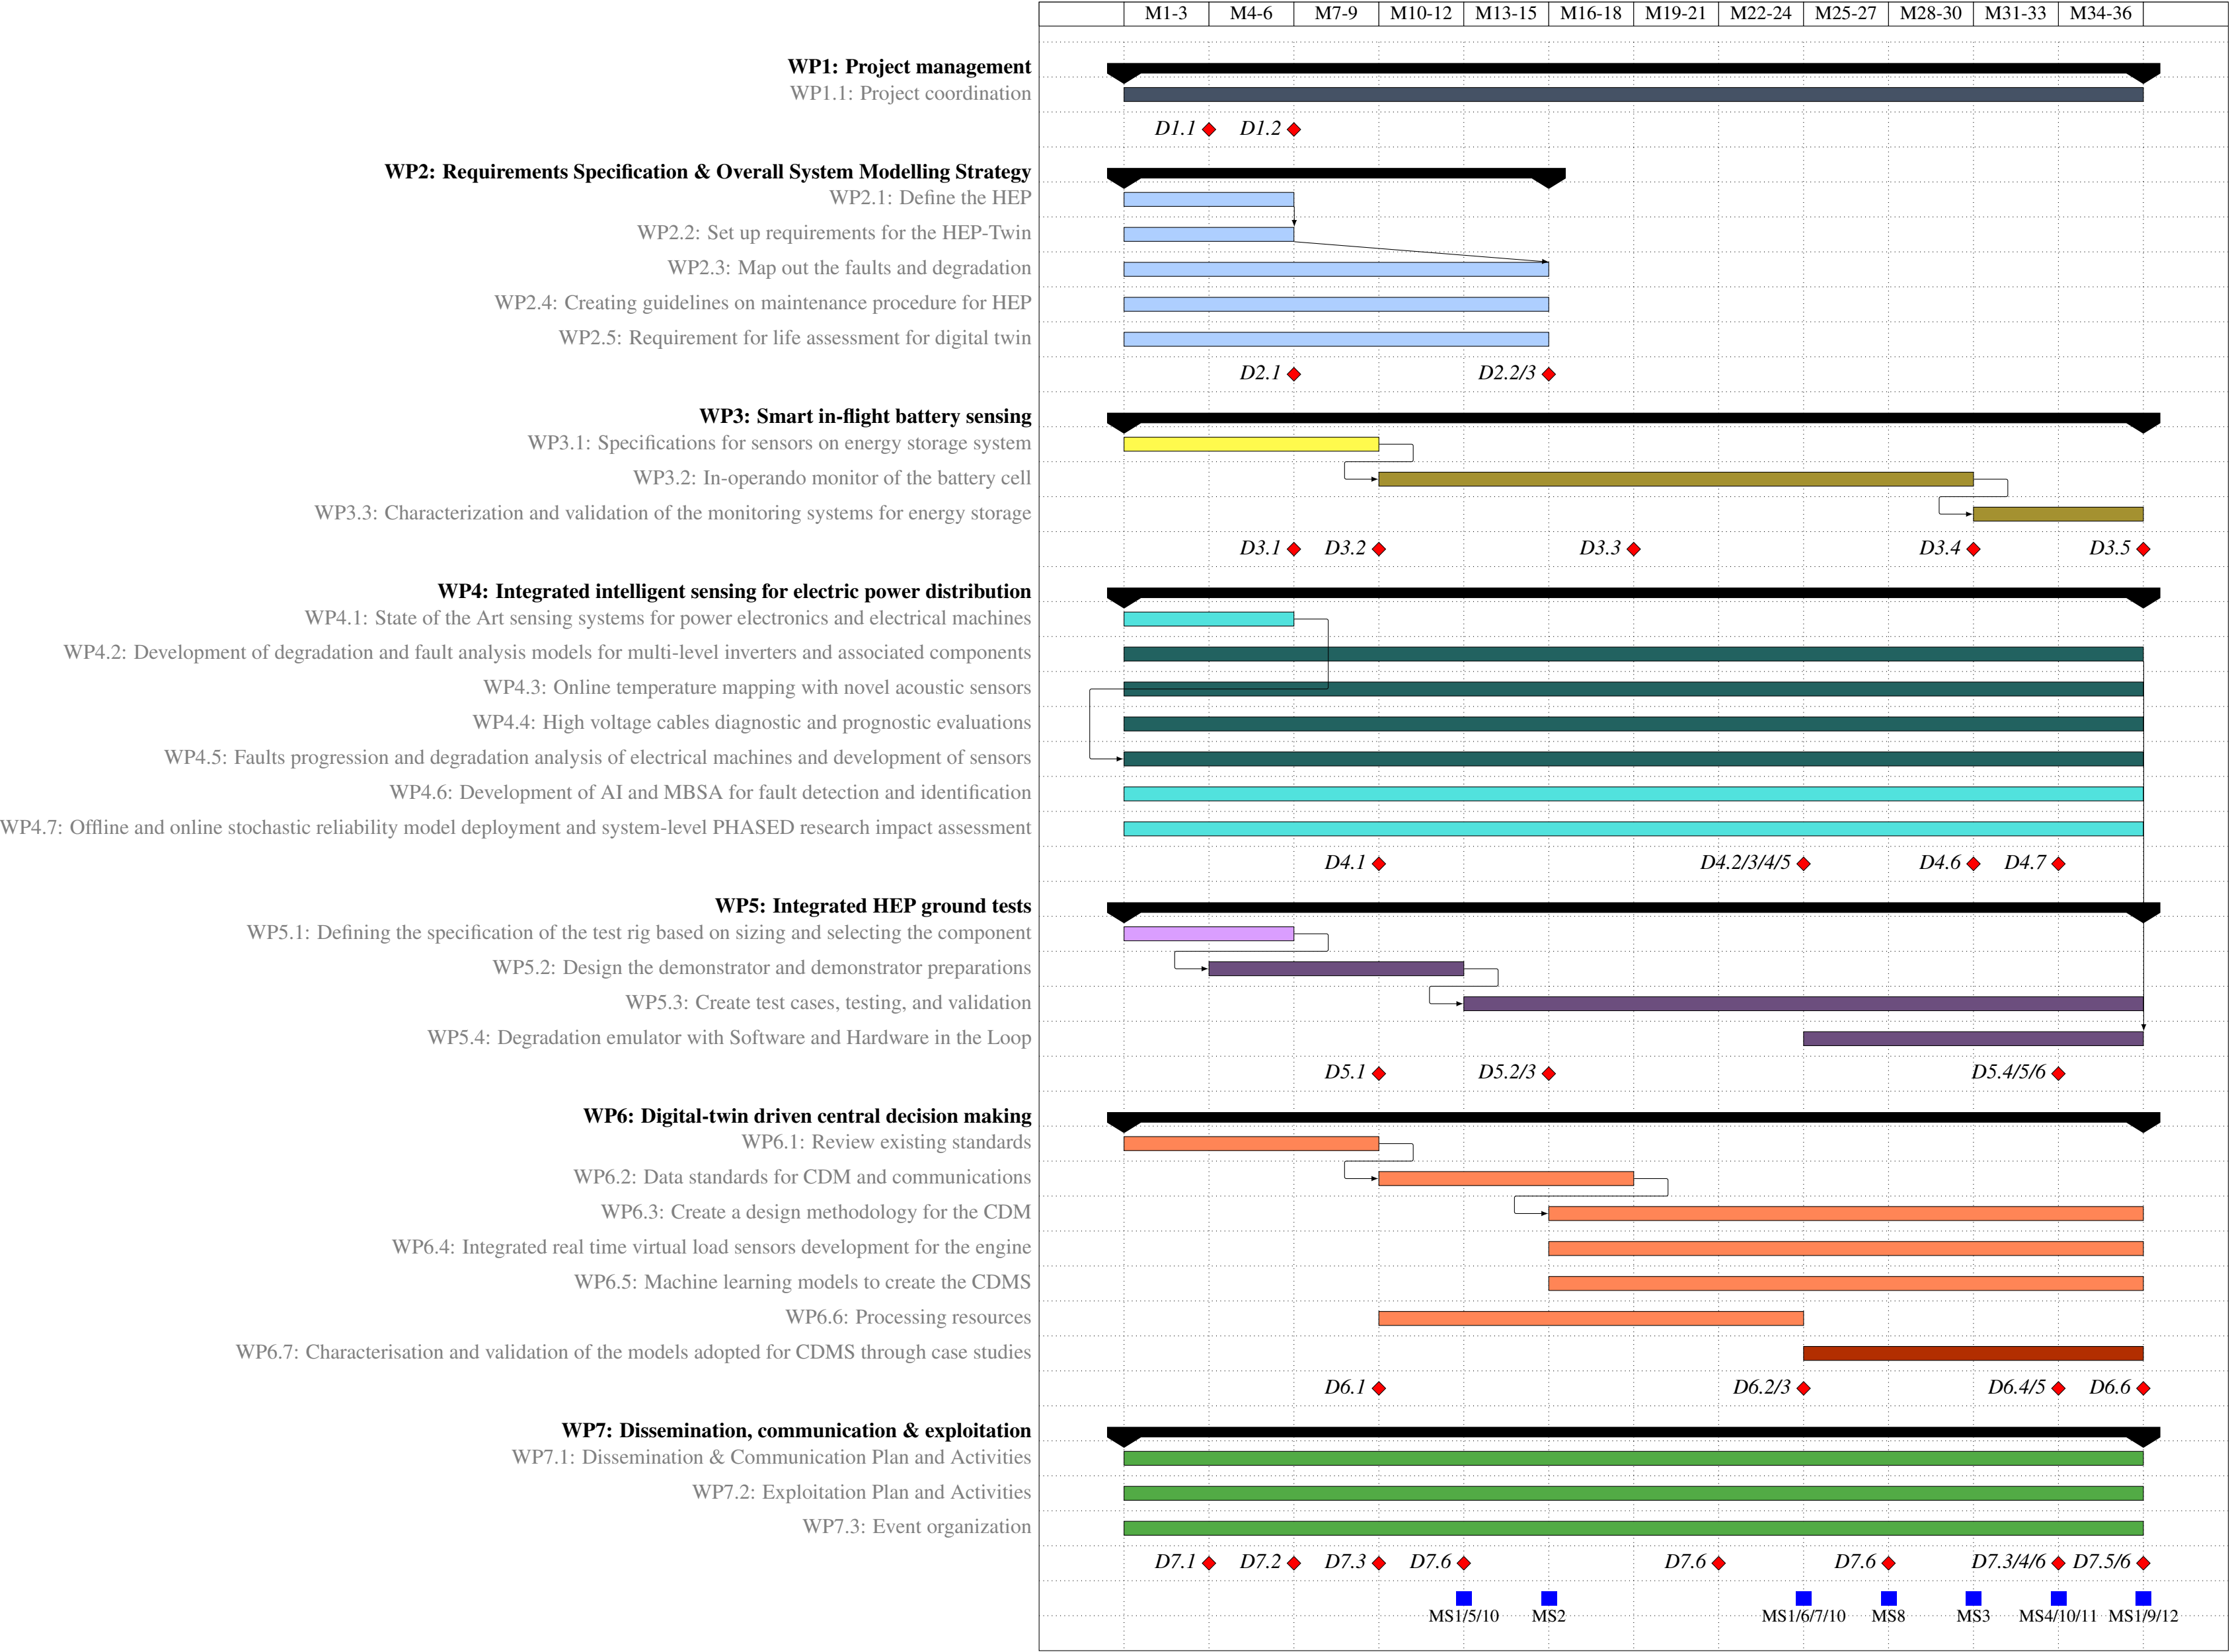 M1-3 M4-6 M7-9 M10-12 M13-15 M16-18 M19-21 M22-24 M25-27 M28-30 M31-33 M34-36
WP1: Project management
WP1.1: Project coordination
D1.1 D1.2
WP2: Requirements Specification & Overall System Modelling Strategy
WP2.1: Define the HEP
WP2.2: Set up requirements for the HEP-Twin
WP2.3: Map out the faults and degradation
WP2.4: Creating guidelines on maintenance procedure for HEP
WP2.5: Requirement for life assessment for digital twin
D2.1 D2.2/3
WP3: Smart in-flight battery sensing
WP3.1: Specifications for sensors on energy storage system
WP3.2: In-operando monitor of the battery cell
WP3.3: Characterization and validation of the monitoring systems for energy storage
D3.1 D3.2 D3.3 D3.4 D3.5
WP4: Integrated intelligent sensing for electric power distribution
WP4.1: State of the Art sensing systems for power electronics and electrical machines
WP4.2: Development of degradation and fault analysis models for multi-level inverters and associated components
WP4.3: Online temperature mapping with novel acoustic sensors
WP4.4: High voltage cables diagnostic and prognostic evaluations
WP4.5: Faults progression and degradation analysis of electrical machines and development of sensors
WP4.6: Development of AI and MBSA for fault detection and identification
WP4.7: Offline and online stochastic reliability model deployment and system-level PHASED research impact assessment
D4.1 D4.2/3/4/5 D4.6 D4.7
WP5: Integrated HEP ground tests
WP5.1: Defining the specification of the test rig based on sizing and selecting the component
WP5.2: Design the demonstrator and demonstrator preparations
WP5.3: Create test cases, testing, and validation
WP5.4: Degradation emulator with Software and Hardware in the Loop
D5.1 D5.2/3 D5.4/5/6
WP6: Digital-twin driven central decision making
WP6.1: Review existing standards
WP6.2: Data standards for CDM and communications
WP6.3: Create a design methodology for the CDM
WP6.4: Integrated real time virtual load sensors development for the engine
WP6.5: Machine learning models to create the CDMS
WP6.6: Processing resources
WP6.7: Characterisation and validation of the models adopted for CDMS through case studies
D6.1 D6.2/3 D6.4/5 D6.6
WP7: Dissemination, communication & exploitation
WP7.1: Dissemination & Communication Plan and Activities
WP7.2: Exploitation Plan and Activities
WP7.3: Event organization
D7.1 D7.2 D7.3 D7.6 D7.6 D7.6 D7.3/4/6 D7.5/6
MS1/5/10 MS2 MS1/6/7/10 MS8 MS3 MS4/10/11 MS1/9/12